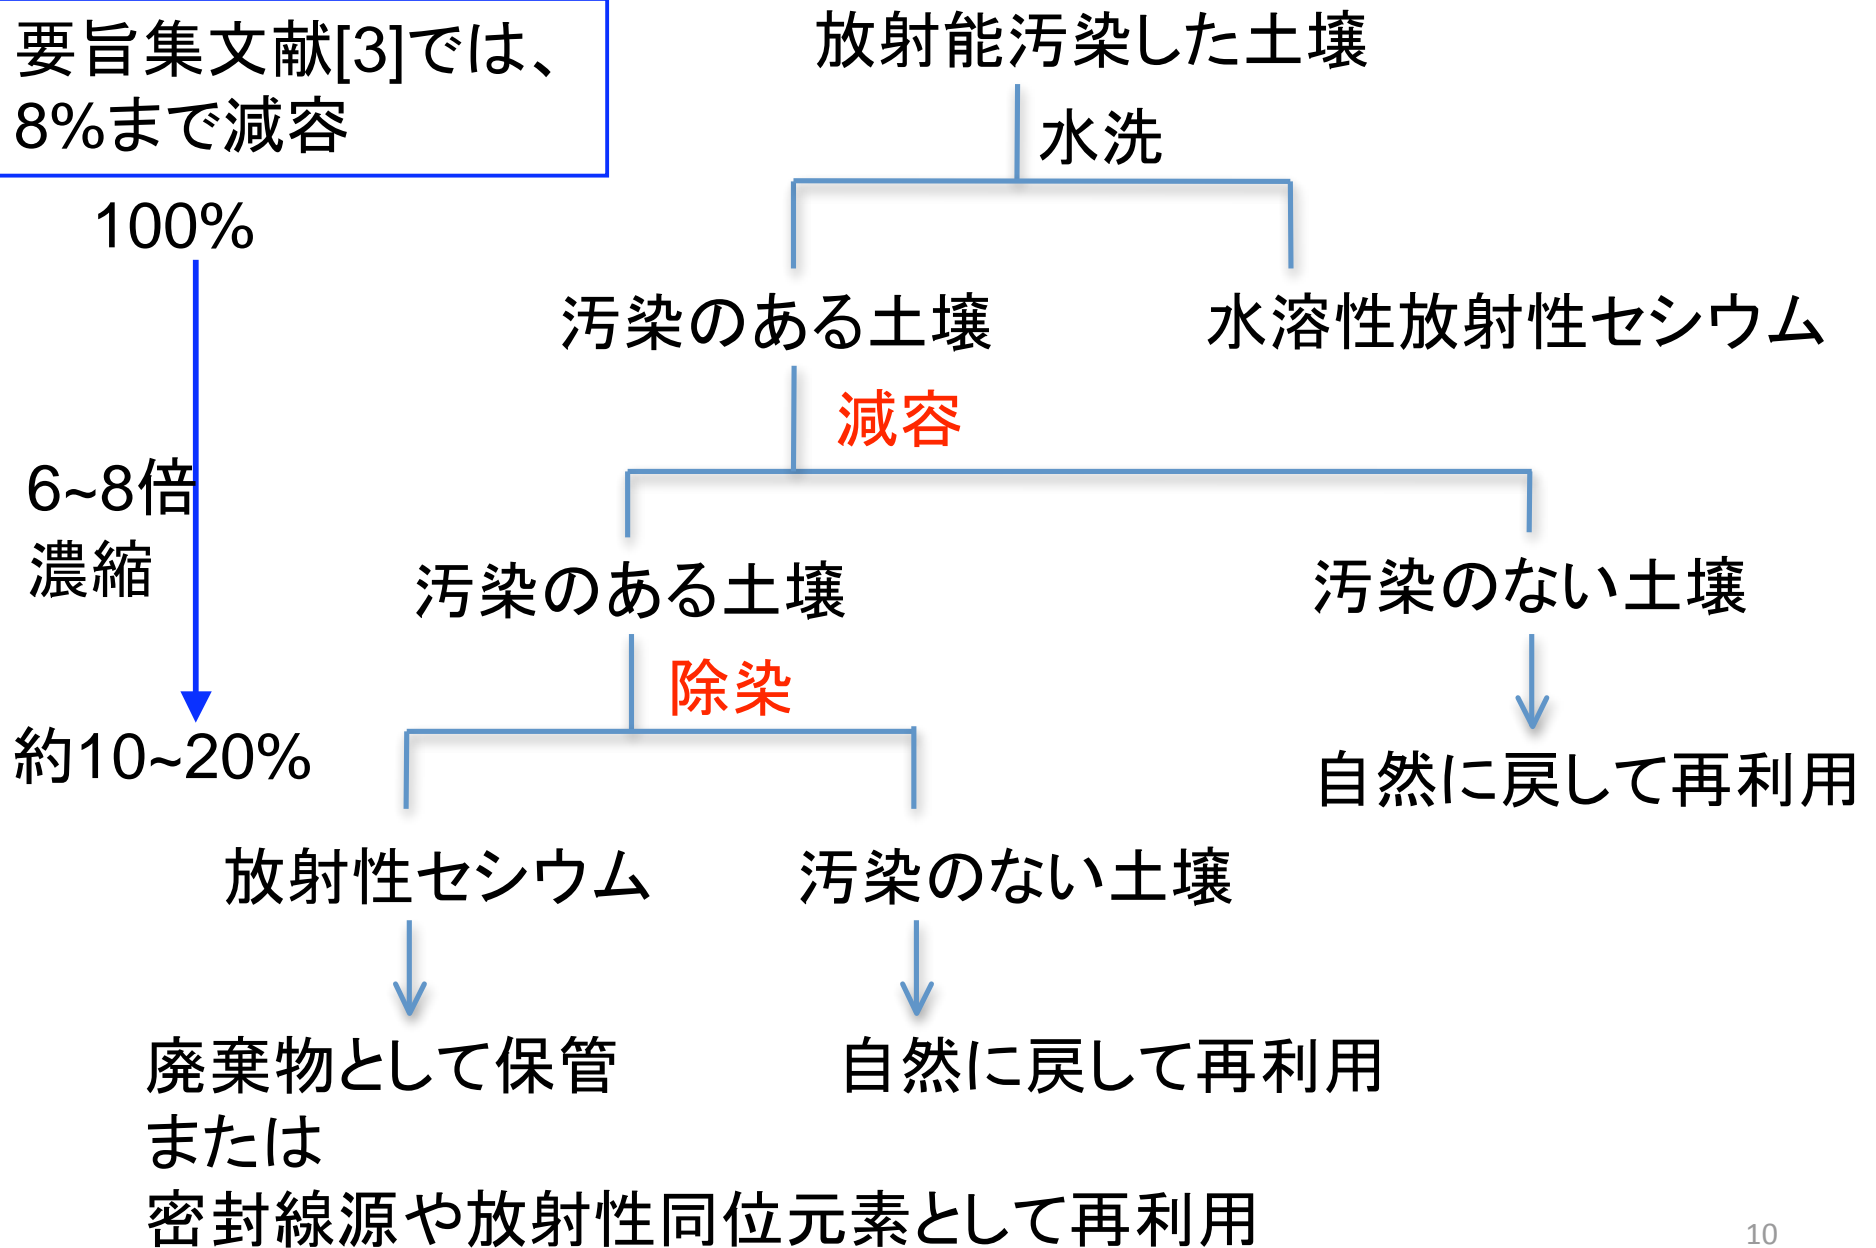 要旨集文献[3]では、
8%まで減容
放射能汚染した土壌
水洗
100%
汚染のある土壌
水溶性放射性セシウム
減容
6~8倍
濃縮
汚染のある土壌
汚染のない土壌
除染
約10~20%
自然に戻して再利用
放射性セシウム
汚染のない土壌
廃棄物として保管
または
密封線源や放射性同位元素として再利用
自然に戻して再利用
10